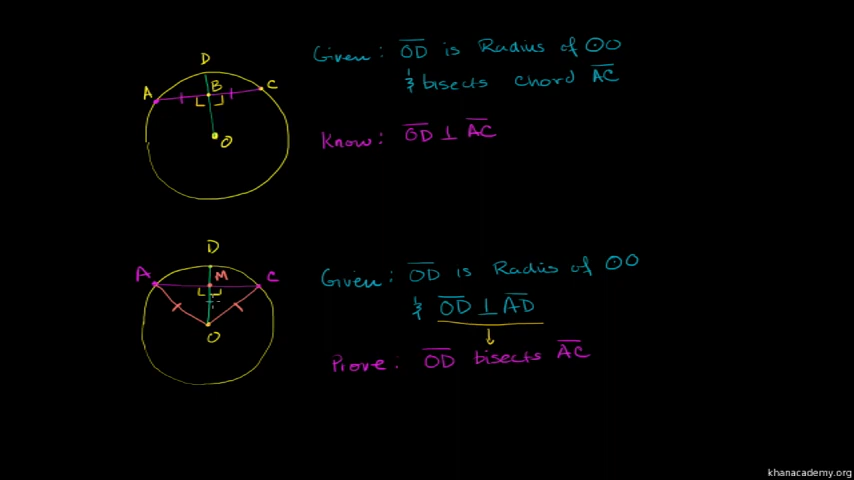 Given: OD is Radius of ⊙O
& bisects chord AC
D
A
B
C
O
Know: OD ⊥ AC
D
A
M
C
O
Given: OD is Radius of ⊙O
& OD ⊥ AD
Prove: OD bisects AC
khanacademy.org